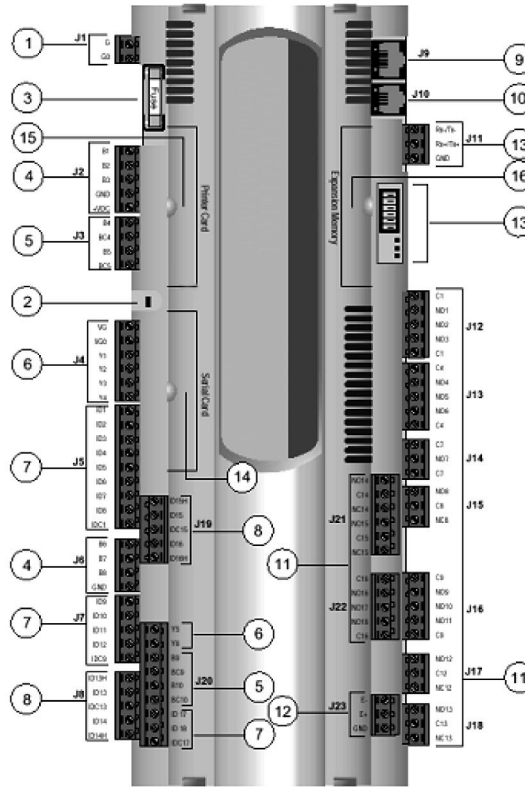 1 J1 G
G0
3 Fuse
15
4 J2 B1
B2
B3
GND
+VDC
5 J3 B4
BC4
B5
BC5
2
6 J4 VG
VG0
Y1
Y2
Y3
Y4
7 J5 ID1
ID2
ID3
ID4
ID5
ID6
ID7
ID8
IDC1
4 J6 B6
B7
B8
GND
7 J7 ID9
ID10
ID11
ID12
IDC9
8 J8 ID13H
ID13
IDC13
ID14
ID14H
Printer Card
Serial Card
14
J19 ID15H
ID15
IDC15
ID16
ID16H
8
Y5
Y6
6
J20 B9
BC9
B10
BC10
5
ID17
ID18
IDC17
7
Expansion Memory
J9 9
J10 10
J11 RX-/TX-
RX+/TX+
GND
13
16
13
J12 C1
NO1
NO2
NO3
C1
J13 C4
NO4
NO5
NO6
C4
J14 C7
NO7
C7
J15 NO8
C8
NC8
J21 NO14
C14
NC14
NO15
C15
NC15
11
J22 C16
NO16
NO17
NO18
C16
J16 C9
NO9
NO10
NO11
C9
J17 NO12
C12
NC12
11
J18 NO13
C13
NC13
12 J23 E-
E+
GND